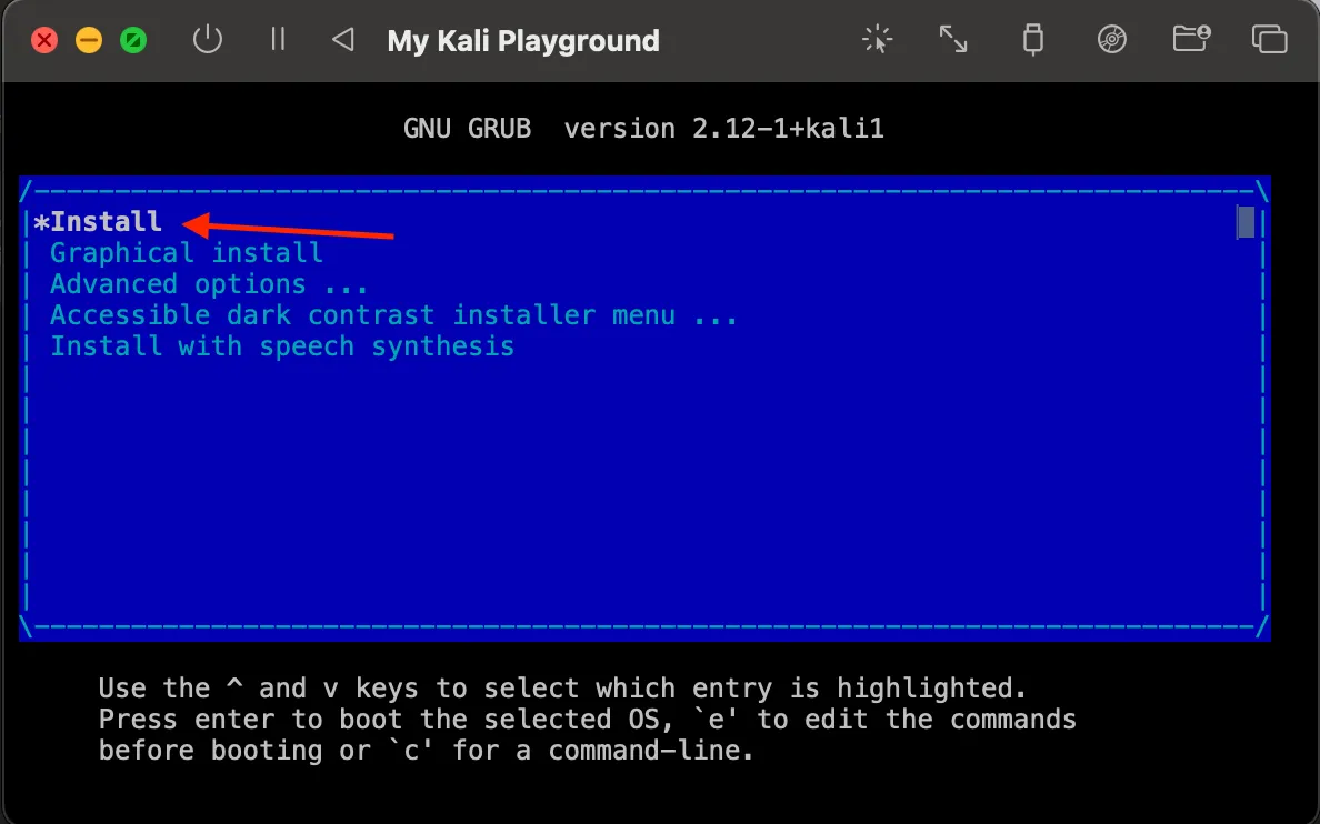 My Kali Playground
GNU GRUB  version 2.12-1+kali1
*Install
Graphical install
Advanced options ...
Accessible dark contrast installer menu ...
Install with speech synthesis
Use the ^ and v keys to select which entry is highlighted.
Press enter to boot the selected OS, `e' to edit the commands
before booting or `c' for a command-line.